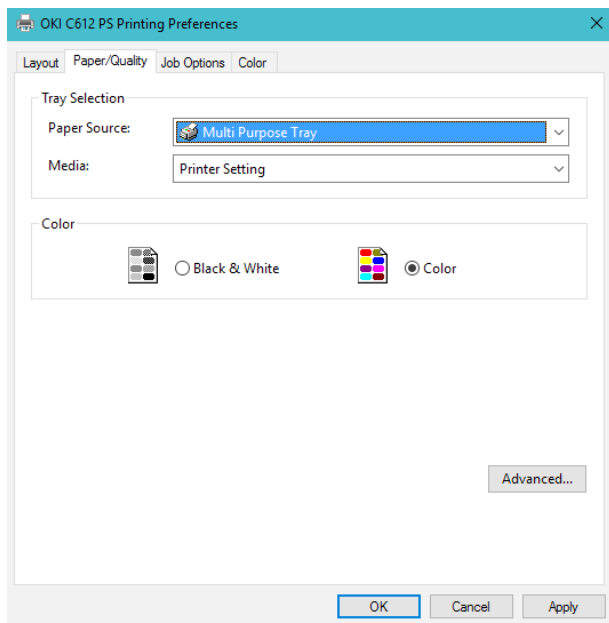 OKI C612 PS Printing Preferences
Layout Paper/Quality Job Options Color
Tray Selection
Paper Source: Multi Purpose Tray
Media: Printer Setting
Color
Black & White Color
Advanced...
OK Cancel Apply